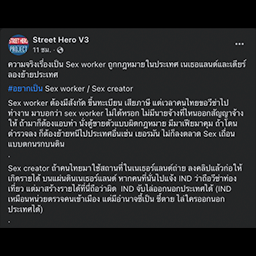 Street Hero V3
11 ชม. ·
ความจริงเรื่องเป็น Sex worker ถูกกฎหมายในประเทศ เนเธอแลนด์และเคียร์
ลองย้ายประเทศ
#อยากเป็น Sex worker / Sex creator
Sex worker ต้องมีสังกัด ขึ้นทะเบียน เสียภาษี แต่เวลาคนไทยขอวีซ่าไป
ทำงาน มาบอกว่า sex worker ไม่ได้หรอก ไม่มีนายจ้างที่ไหนออกสัญญาจ้าง
ให้ ถ้ามาก็ต้องแอบทำ นั่งตู้ขายตัวแบบผิดกฎหมาย มีมาเฟียมาคุม ถ้าโดน
ตำรวจลง ก็ต้องย้ายหนีไปประเทศอื่นเช่น เยอรมัน ไม่ก็ลงตลาด Sex เถื่อน
แบบตกนรกบนดิน
.
Sex creator ถ้าคนไทยมาใช้สถานที่ในเนเธอร์แลนด์ถ่าย ลงคลิปแล้วก่อให้
เกิดรายได้ บนแผ่นดินเนเธอร์แลนด์ หากคนที่นั่นไปแจ้ง IND ว่าถือวีซ่าท่อง
เที่ยว แต่มาสร้างรายได้ที่นี่ถือว่าผิด IND จับไล่ออกนอกประเทศได้ (IND
เหมือนหน่วยตรวจคนเข้าเมือง แต่มีอำนาจชี้เป็น ชี้ตาย ไล่ใครออกนอก
ประเทศได้)
.